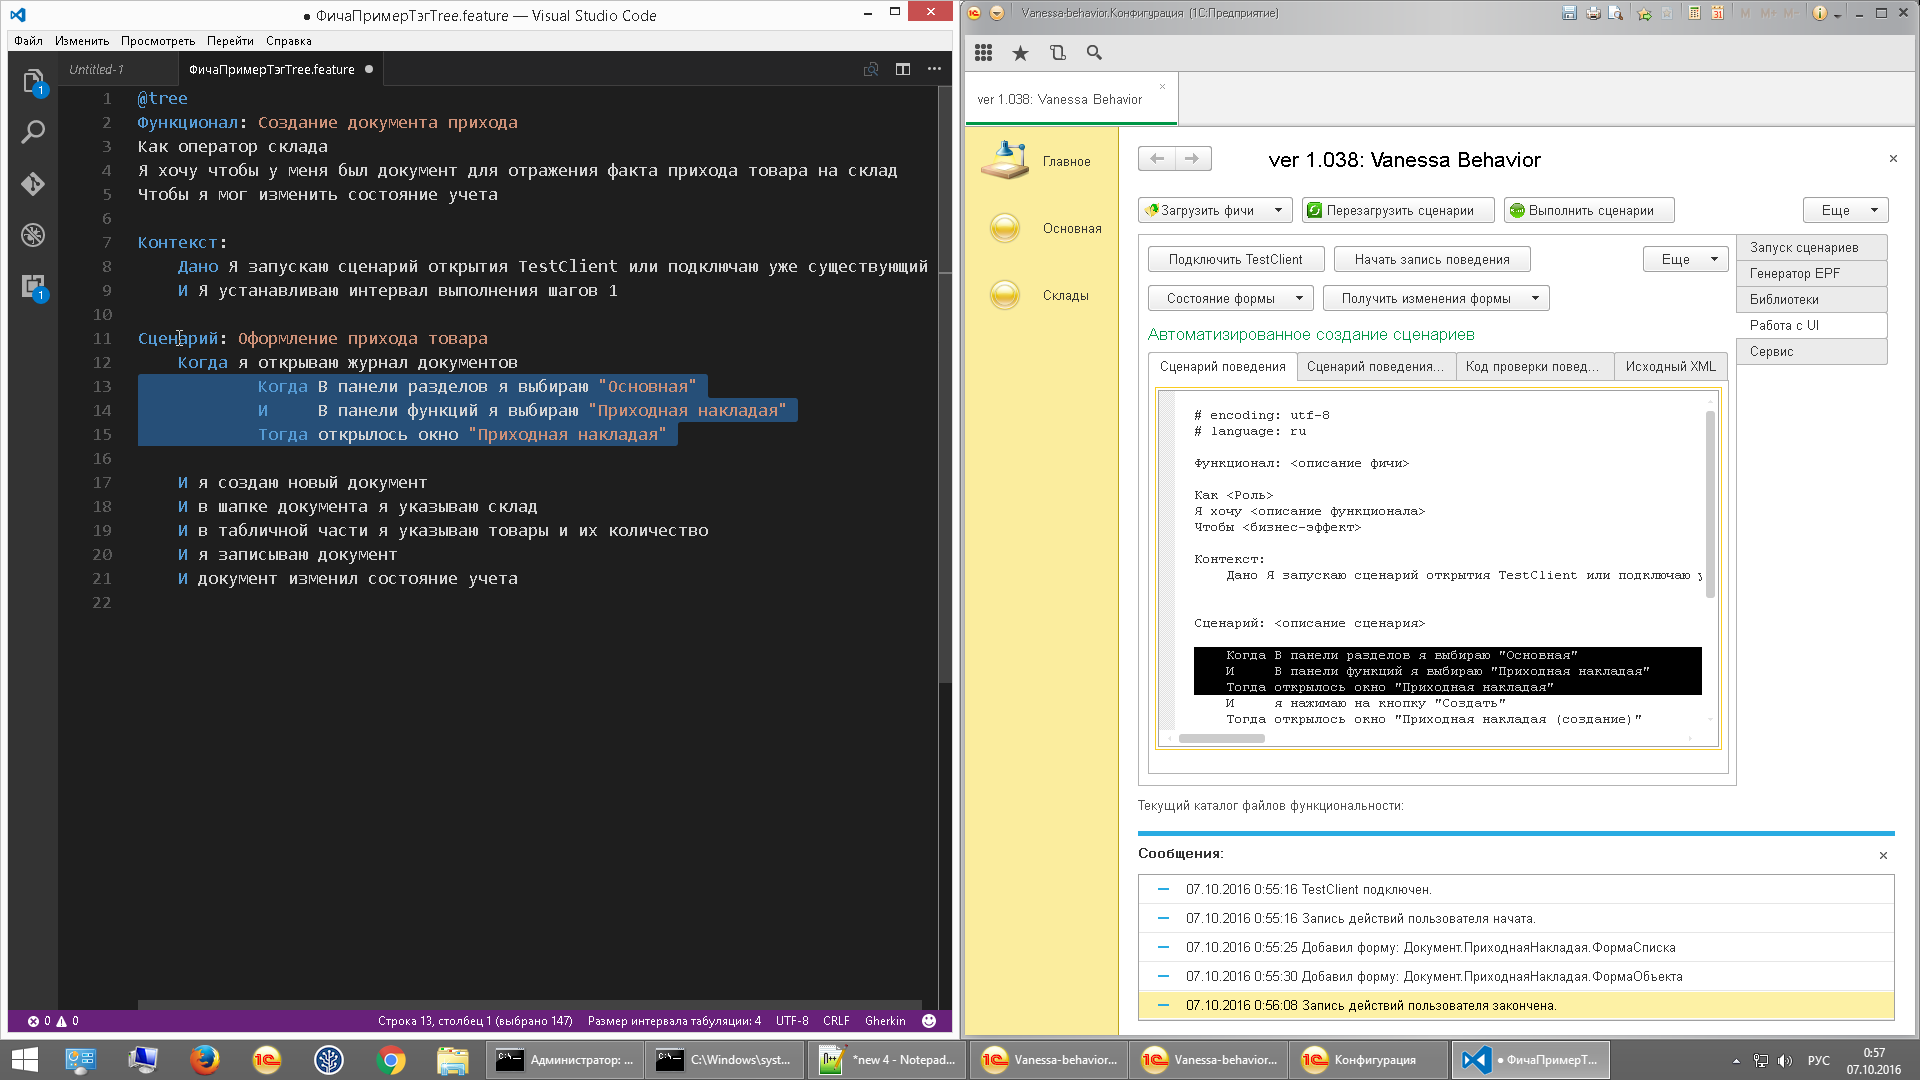 ● ФичаПримерТэгTree.feature — Visual Studio Code
Файл Изменить Просмотреть Перейти Справка
Untitled-1
ФичаПримерТэгTree.feature ●
1 @tree
2 Функционал: Создание документа прихода
3 Как оператор склада
4 Я хочу чтобы у меня был документ для отражения факта прихода товара на склад
5 Чтобы я мог изменить состояние учета
6
7 Контекст:
8 Дано Я запускаю сценарий открытия TestClient или подключаю уже существующий
9 И Я устанавливаю интервал выполнения шагов 1
10
11 Сценарий: Оформление прихода товара
12 Когда я открываю журнал документов
13 Когда В панели разделов я выбираю "Основная"
14 И В панели функций я выбираю "Приходная накладая"
15 Тогда открылось окно "Приходная накладая"
16
17 И я создаю новый документ
18 И в шапке документа я указываю склад
19 И в табличной части я указываю товары и их количество
20 И я записываю документ
21 И документ изменил состояние учета
22
1
1
0 0
Строка 13, столбец 1 (выбрано 147) Размер интервала табуляции: 4 UTF-8 CRLF Gherkin
Vanessa-behavior.Конфигурация (1С:Предприятие)
M M+ M-
ver 1.038: Vanessa Behavior
Главное
Основная
Склады
ver 1.038: Vanessa Behavior
Загрузить фичи
Перезагрузить сценарии
Выполнить сценарии
Еще
Подключить TestClient
Начать запись поведения
Еще
Состояние формы
Получить изменения формы
Запуск сценариев
Генератор EPF
Библиотеки
Работа с UI
Сервис
Автоматизированное создание сценариев
Сценарий поведения
Сценарий поведения...
Код проверки повед...
Исходный XML
# encoding: utf-8
# language: ru
Функционал: <описание фичи>
Как <Роль>
Я хочу <описание функционала>
Чтобы <бизнес-эффект>
Контекст:
Дано Я запускаю сценарий открытия TestClient или подключаю у
Сценарий: <описание сценария>
Когда В панели разделов я выбираю "Основная"
И В панели функций я выбираю "Приходная накладая"
Тогда открылось окно "Приходная накладая"
И я нажимаю на кнопку "Создать"
Тогда открылось окно "Приходная накладая (создание)"
Текущий каталог файлов функциональности:
Сообщения:
07.10.2016 0:55:16 TestClient подключен.
07.10.2016 0:55:16 Запись действий пользователя начата.
07.10.2016 0:55:25 Добавил форму: Документ.ПриходнаяНакладая.ФормаСписка
07.10.2016 0:55:30 Добавил форму: Документ.ПриходнаяНакладая.ФормаОбъекта
07.10.2016 0:56:08 Запись действий пользователя закончена.
Администратор: ...
C:\Windows\syst...
*new 4 - Notepad...
Vanessa-behavior...
Vanessa-behavior...
Конфигурация
● ФичаПримерТ...
РУС
0:57
07.10.2016